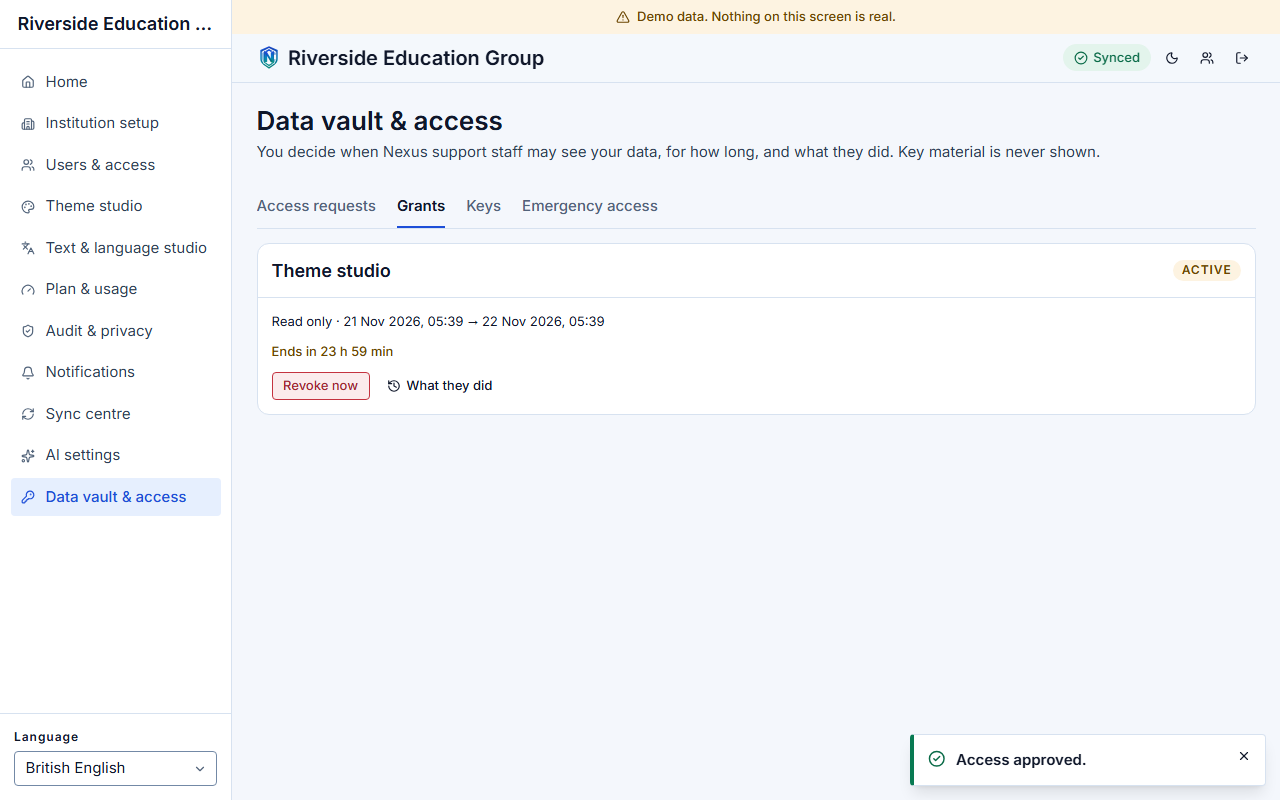 Riverside Education ...
Demo data. Nothing on this screen is real.
Riverside Education Group
Synced
Home
Institution setup
Users & access
Theme studio
Text & language studio
Plan & usage
Audit & privacy
Notifications
Sync centre
AI settings
Data vault & access
Language
British English
Data vault & access
You decide when Nexus support staff may see your data, for how long, and what they did. Key material is never shown.
Access requests Grants Keys Emergency access
Theme studio
ACTIVE
Read only · 21 Nov 2026, 05:39 → 22 Nov 2026, 05:39
Ends in 23 h 59 min
Revoke now What they did
Access approved.